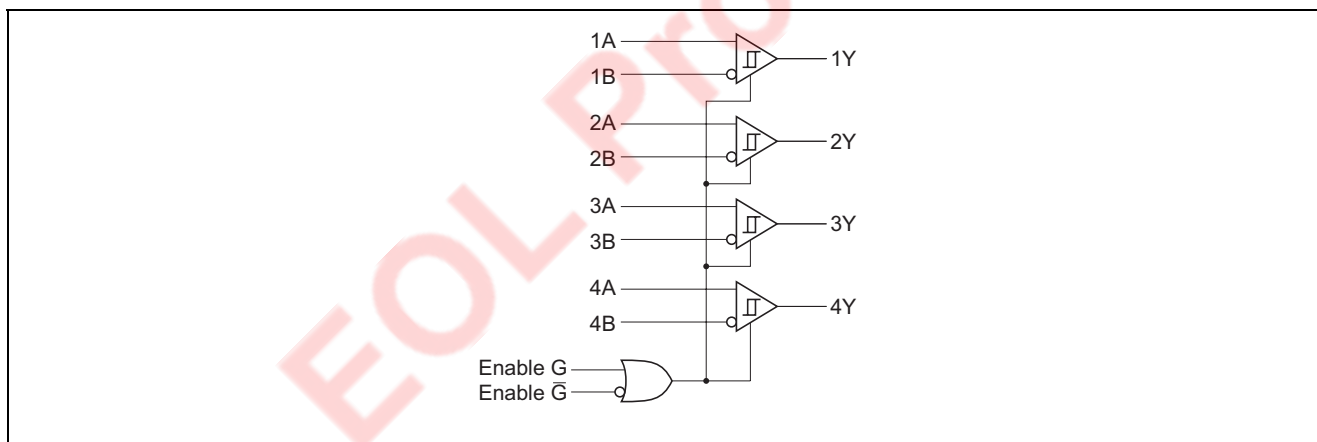 1A
1B
1Y
2A
2B
2Y
3A
3B
3Y
4A
4B
4Y
Enable G
Enable G̅
EOL Pro